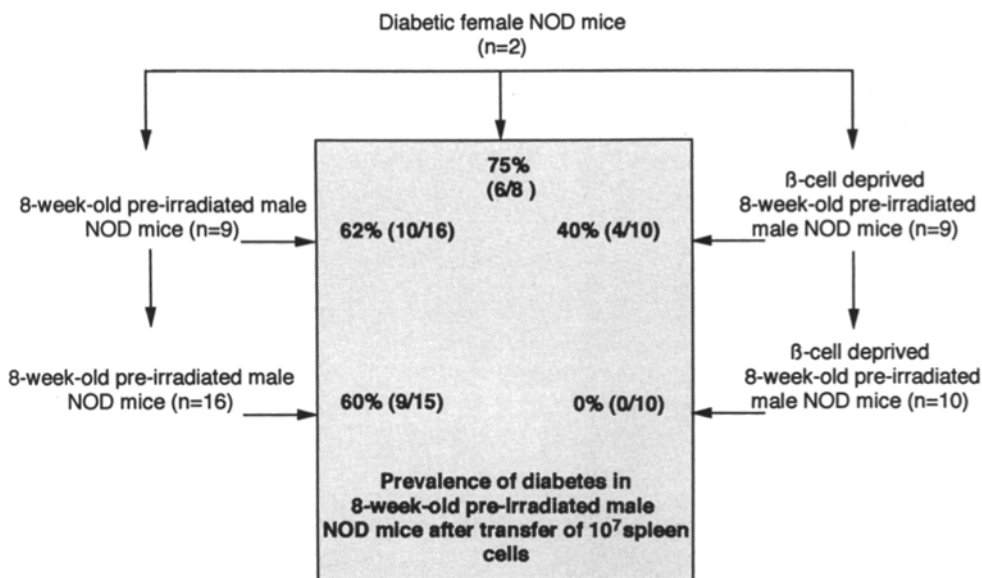 Diabetic female NOD mice
(n=2)
75%
(6/8 )
8-week-old pre-irradiated male
NOD mice (n=9)
62% (10/16)
40% (4/10)
ß-cell deprived
8-week-old pre-irradiated
male NOD mice (n=9)
8-week-old pre-irradiated male
NOD mice (n=16)
60% (9/15)
0% (0/10)
ß-cell deprived
8-week-old pre-irradiated
male NOD mice (n=10)
Prevalence of diabetes in
8-week-old pre-irradiated male
NOD mice after transfer of 10⁷ spleen
cells